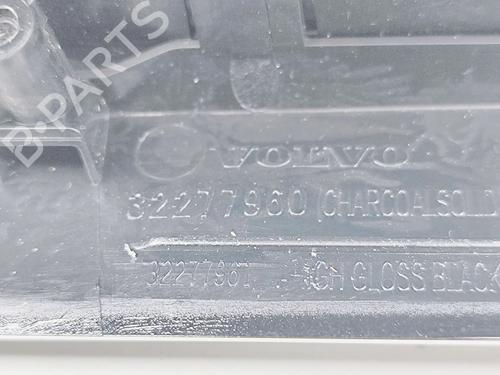 B-PARTS
VOLVO
32277960 (CHARCOALSOLID
HIGH GLOSS BLACK